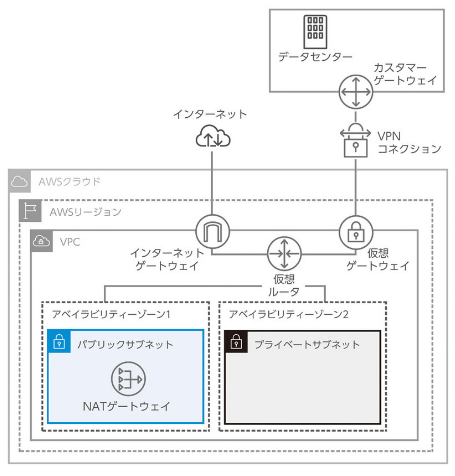 データセンター
カスタマー
ゲートウェイ
インターネット
VPN
コネクション
AWSクラウド
AWSリージョン
VPC
インターネット
ゲートウェイ
仮想
ルータ
仮想
ゲートウェイ
アベイラビリティーゾーン1
パブリックサブネット
NATゲートウェイ
アベイラビリティーゾーン2
プライベートサブネット